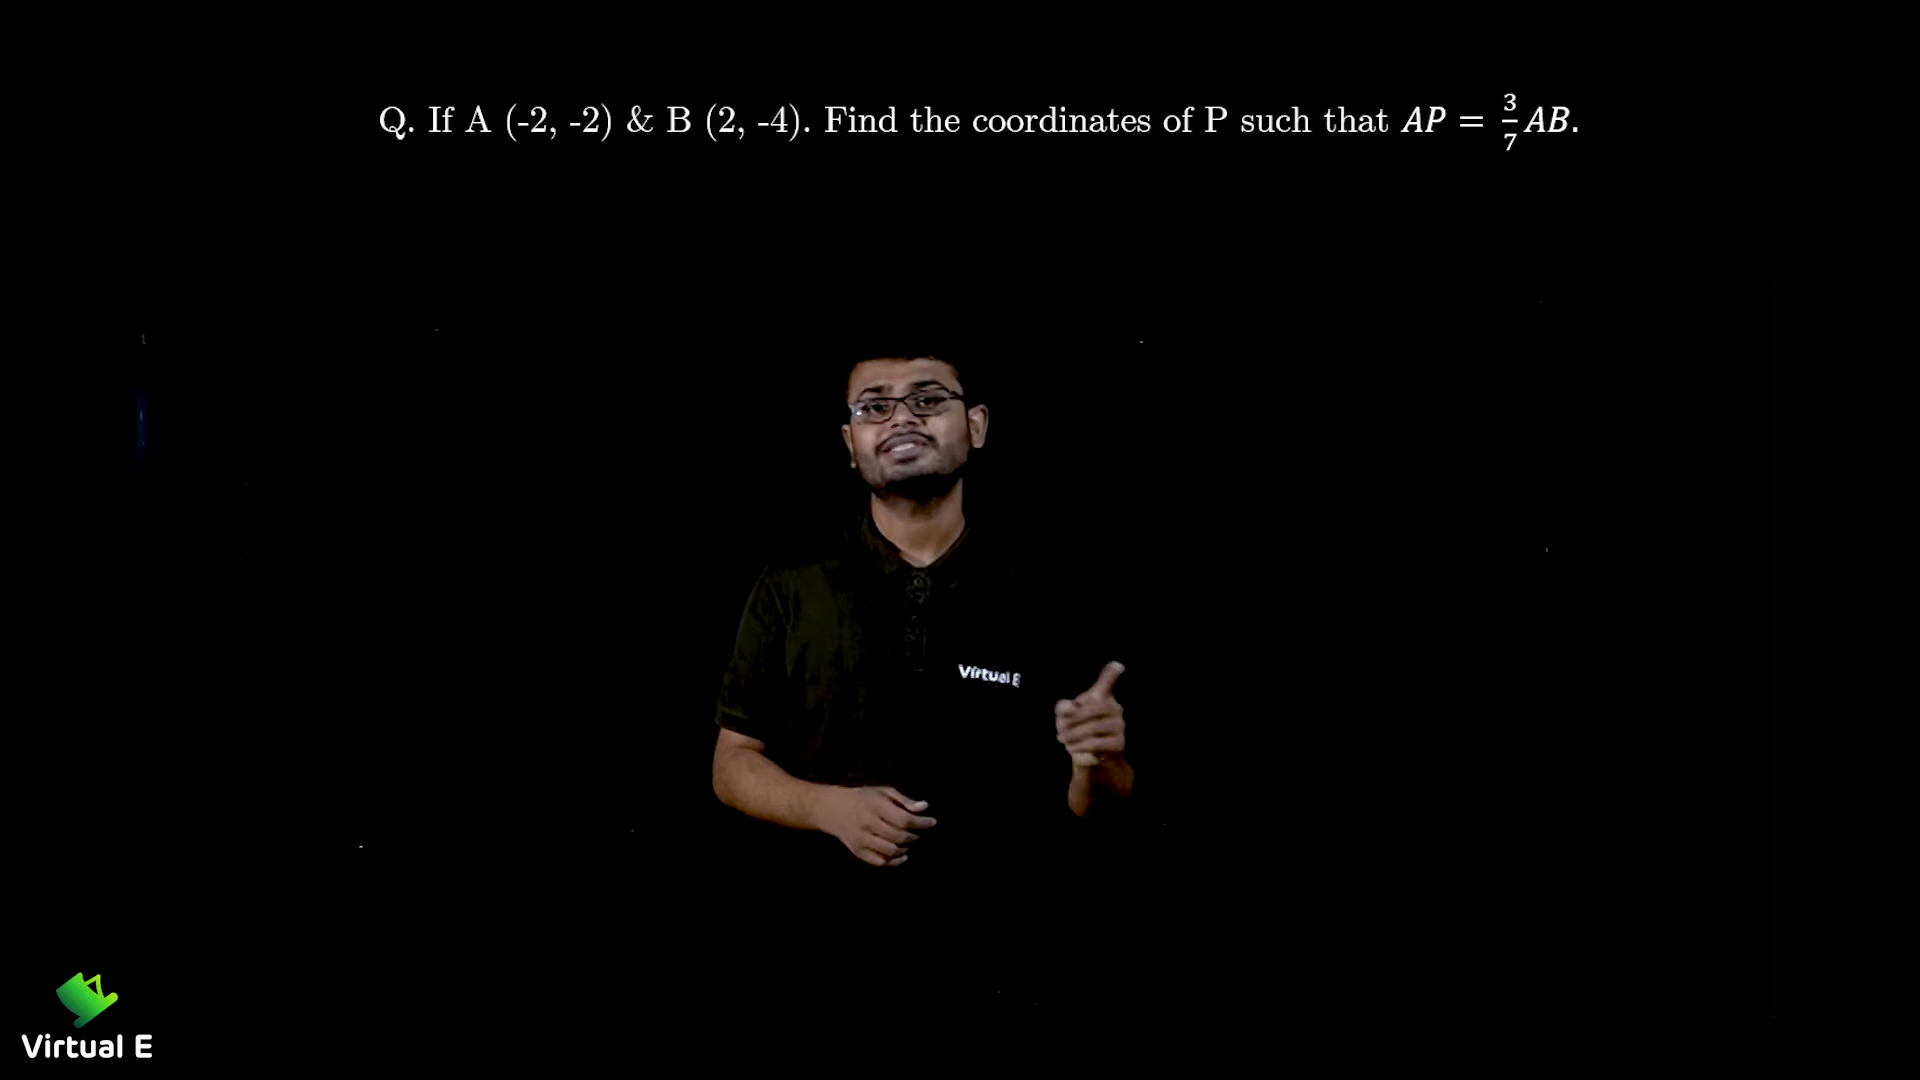 Q. If A (-2, -2) & B (2, -4). Find the coordinates of P such that AP = 3/7 AB.
Virtual E
Virtual E